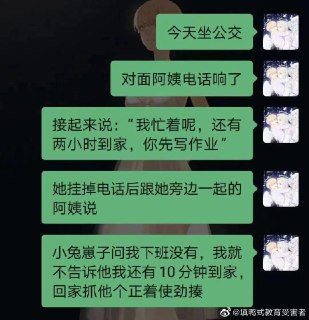 今天坐公交
对面阿姨电话响了
接起来说：“我忙着呢，还有
两小时到家，你先写作业”
她挂掉电话后跟她旁边一起的
阿姨说
小兔崽子问我下班没有，我就
不告诉他我还有10分钟到家，
回家抓他个正着使劲揍
@填鸭式教育受害者